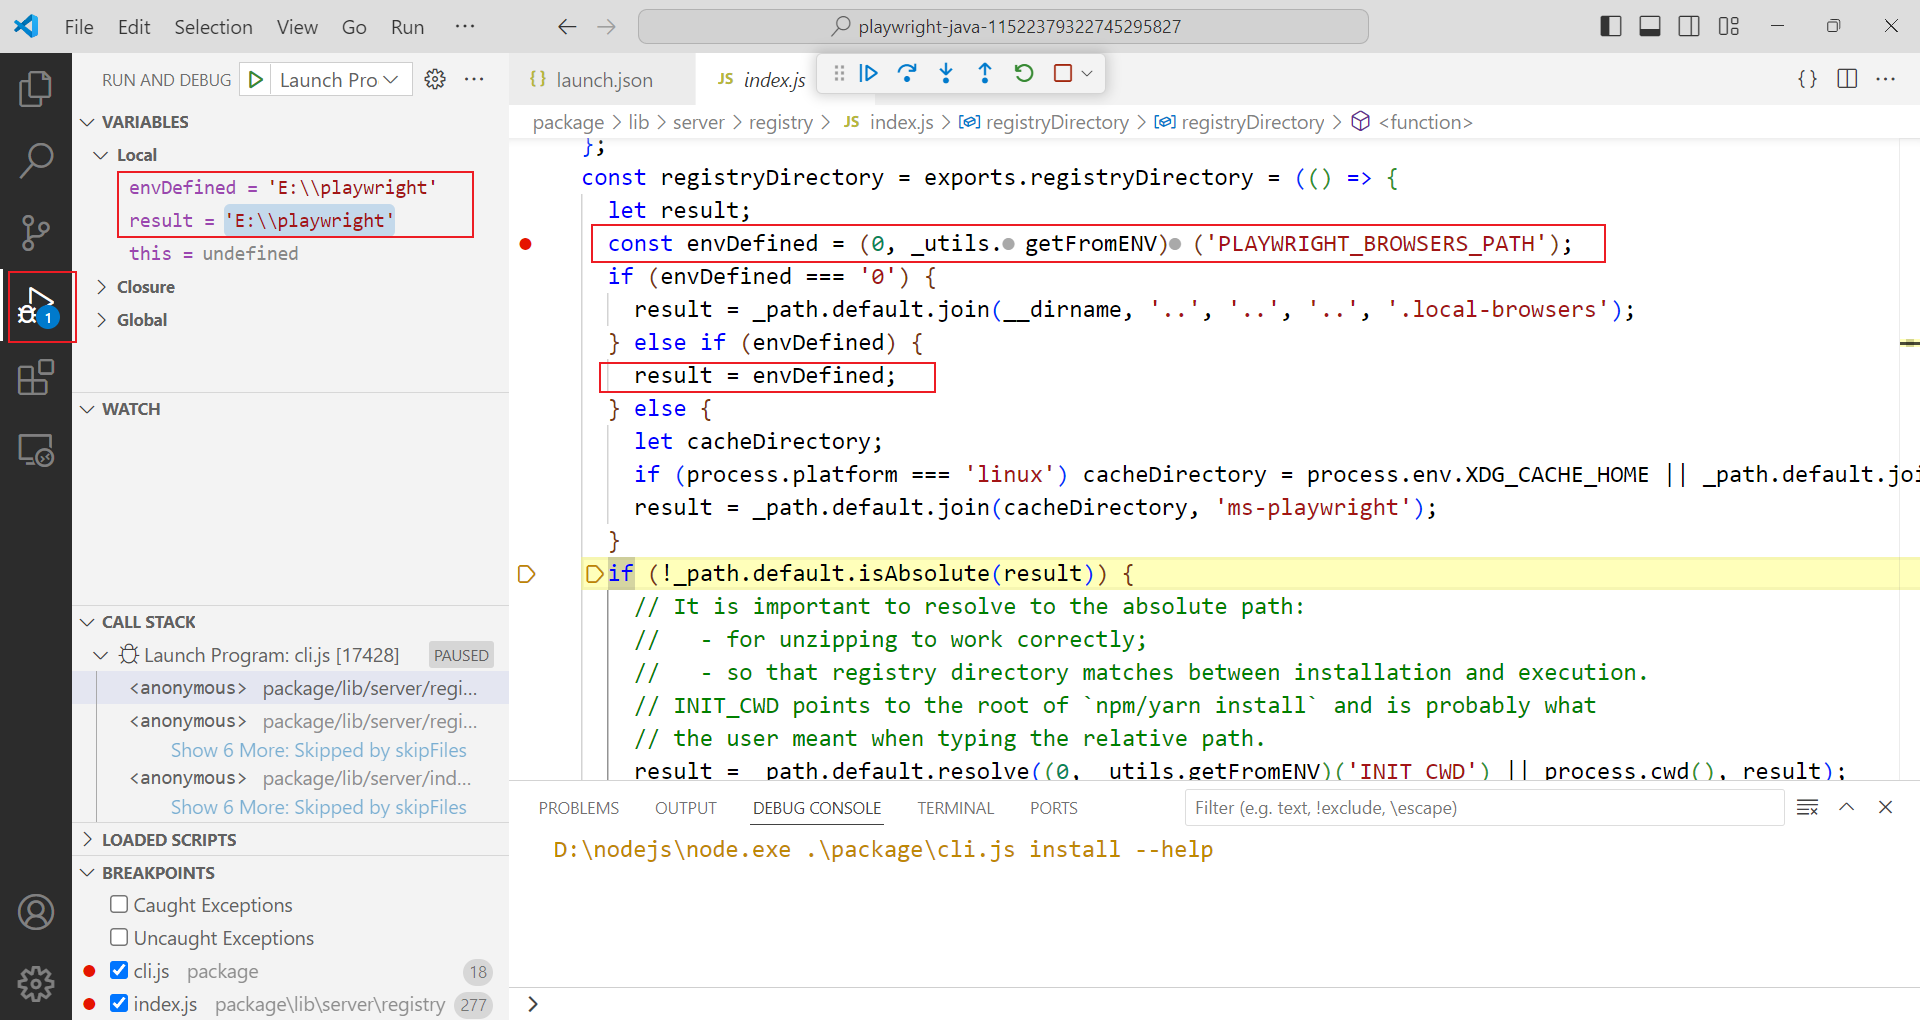 File Edit Selection View Go Run ··· playwright-java-11522379322745295827
RUN AND DEBUG Launch Pro ···
VARIABLES
Local
envDefined = 'E:\\playwright'
result = 'E:\\playwright'
this = undefined
Closure
Global
1
WATCH
CALL STACK
Launch Program: cli.js [17428] PAUSED
<anonymous> package/lib/server/regi...
<anonymous> package/lib/server/regi...
Show 6 More: Skipped by skipFiles
<anonymous> package/lib/server/ind...
Show 6 More: Skipped by skipFiles
LOADED SCRIPTS
BREAKPOINTS
Caught Exceptions
Uncaught Exceptions
cli.js package 18
index.js package\lib\server\registry 277
{} launch.json JS index.js {} ···
package > lib > server > registry > JS index.js > registryDirectory > registryDirectory > <function>
};
const registryDirectory = exports.registryDirectory = (() => {
let result;
const envDefined = (0, _utils. getFromENV) ('PLAYWRIGHT_BROWSERS_PATH');
if (envDefined === '0') {
result = _path.default.join(__dirname, '..', '..', '..', '.local-browsers');
} else if (envDefined) {
result = envDefined;
} else {
let cacheDirectory;
if (process.platform === 'linux') cacheDirectory = process.env.XDG_CACHE_HOME || _path.default.joi
result = _path.default.join(cacheDirectory, 'ms-playwright');
}
if (!_path.default.isAbsolute(result)) {
// It is important to resolve to the absolute path:
//   - for unzipping to work correctly;
//   - so that registry directory matches between installation and execution.
// INIT_CWD points to the root of `npm/yarn install` and is probably what
// the user meant when typing the relative path.
result = _path.default.resolve((0, _utils.getFromENV)('INIT_CWD') || process.cwd(), result);
PROBLEMS OUTPUT DEBUG CONSOLE TERMINAL PORTS Filter (e.g. text, !exclude, \escape)
D:\nodejs\node.exe .\package\cli.js install --help
>